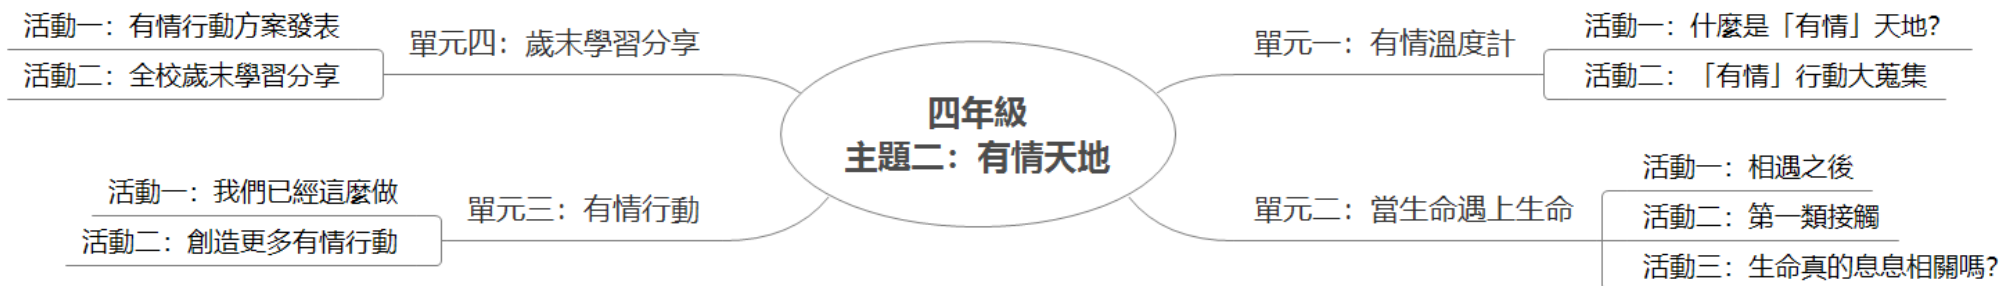 四年級
主題二：有情天地
單元一：有情溫度計
活動一：什麼是「有情」天地？
活動二：「有情」行動大蒐集
單元二：當生命遇上生命
活動一：相遇之後
活動二：第一類接觸
活動三：生命真的息息相關嗎？
單元三：有情行動
活動一：我們已經這麼做
活動二：創造更多有情行動
單元四：歲末學習分享
活動一：有情行動方案發表
活動二：全校歲末學習分享